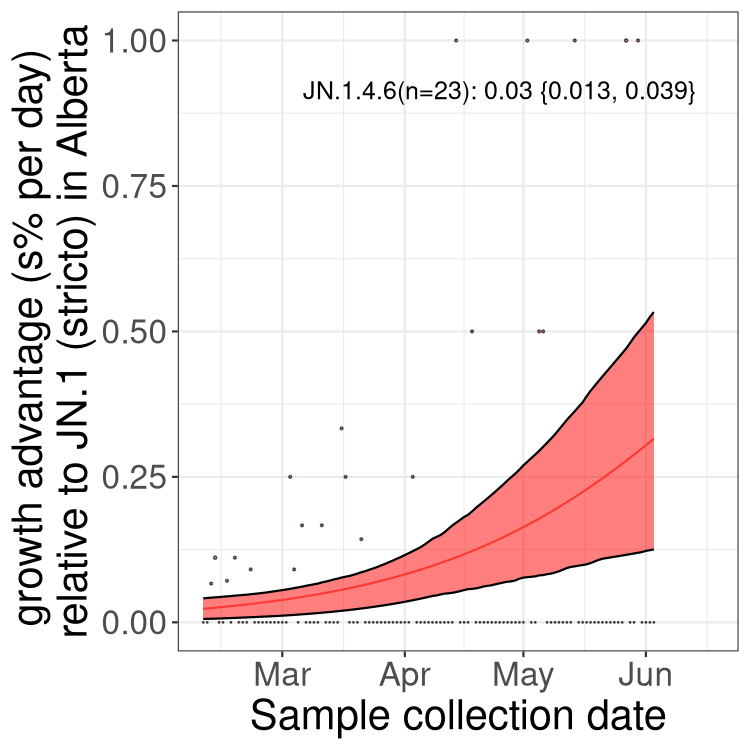 growth advantage (s% per day)
relative to JN.1 (stricto) in Alberta
1.00
0.75
0.50
0.25
0.00
JN.1.4.6(n=23): 0.03 {0.013, 0.039}
Mar Apr May Jun
Sample collection date